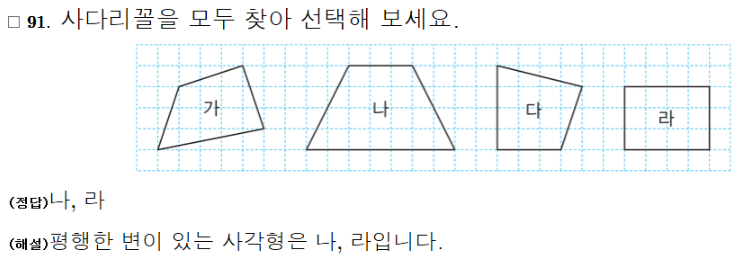 □ 91. 사다리꼴을 모두 찾아 선택해 보세요.
가 나 다 라
(정답)나, 라
(해설)평행한 변이 있는 사각형은 나, 라입니다.